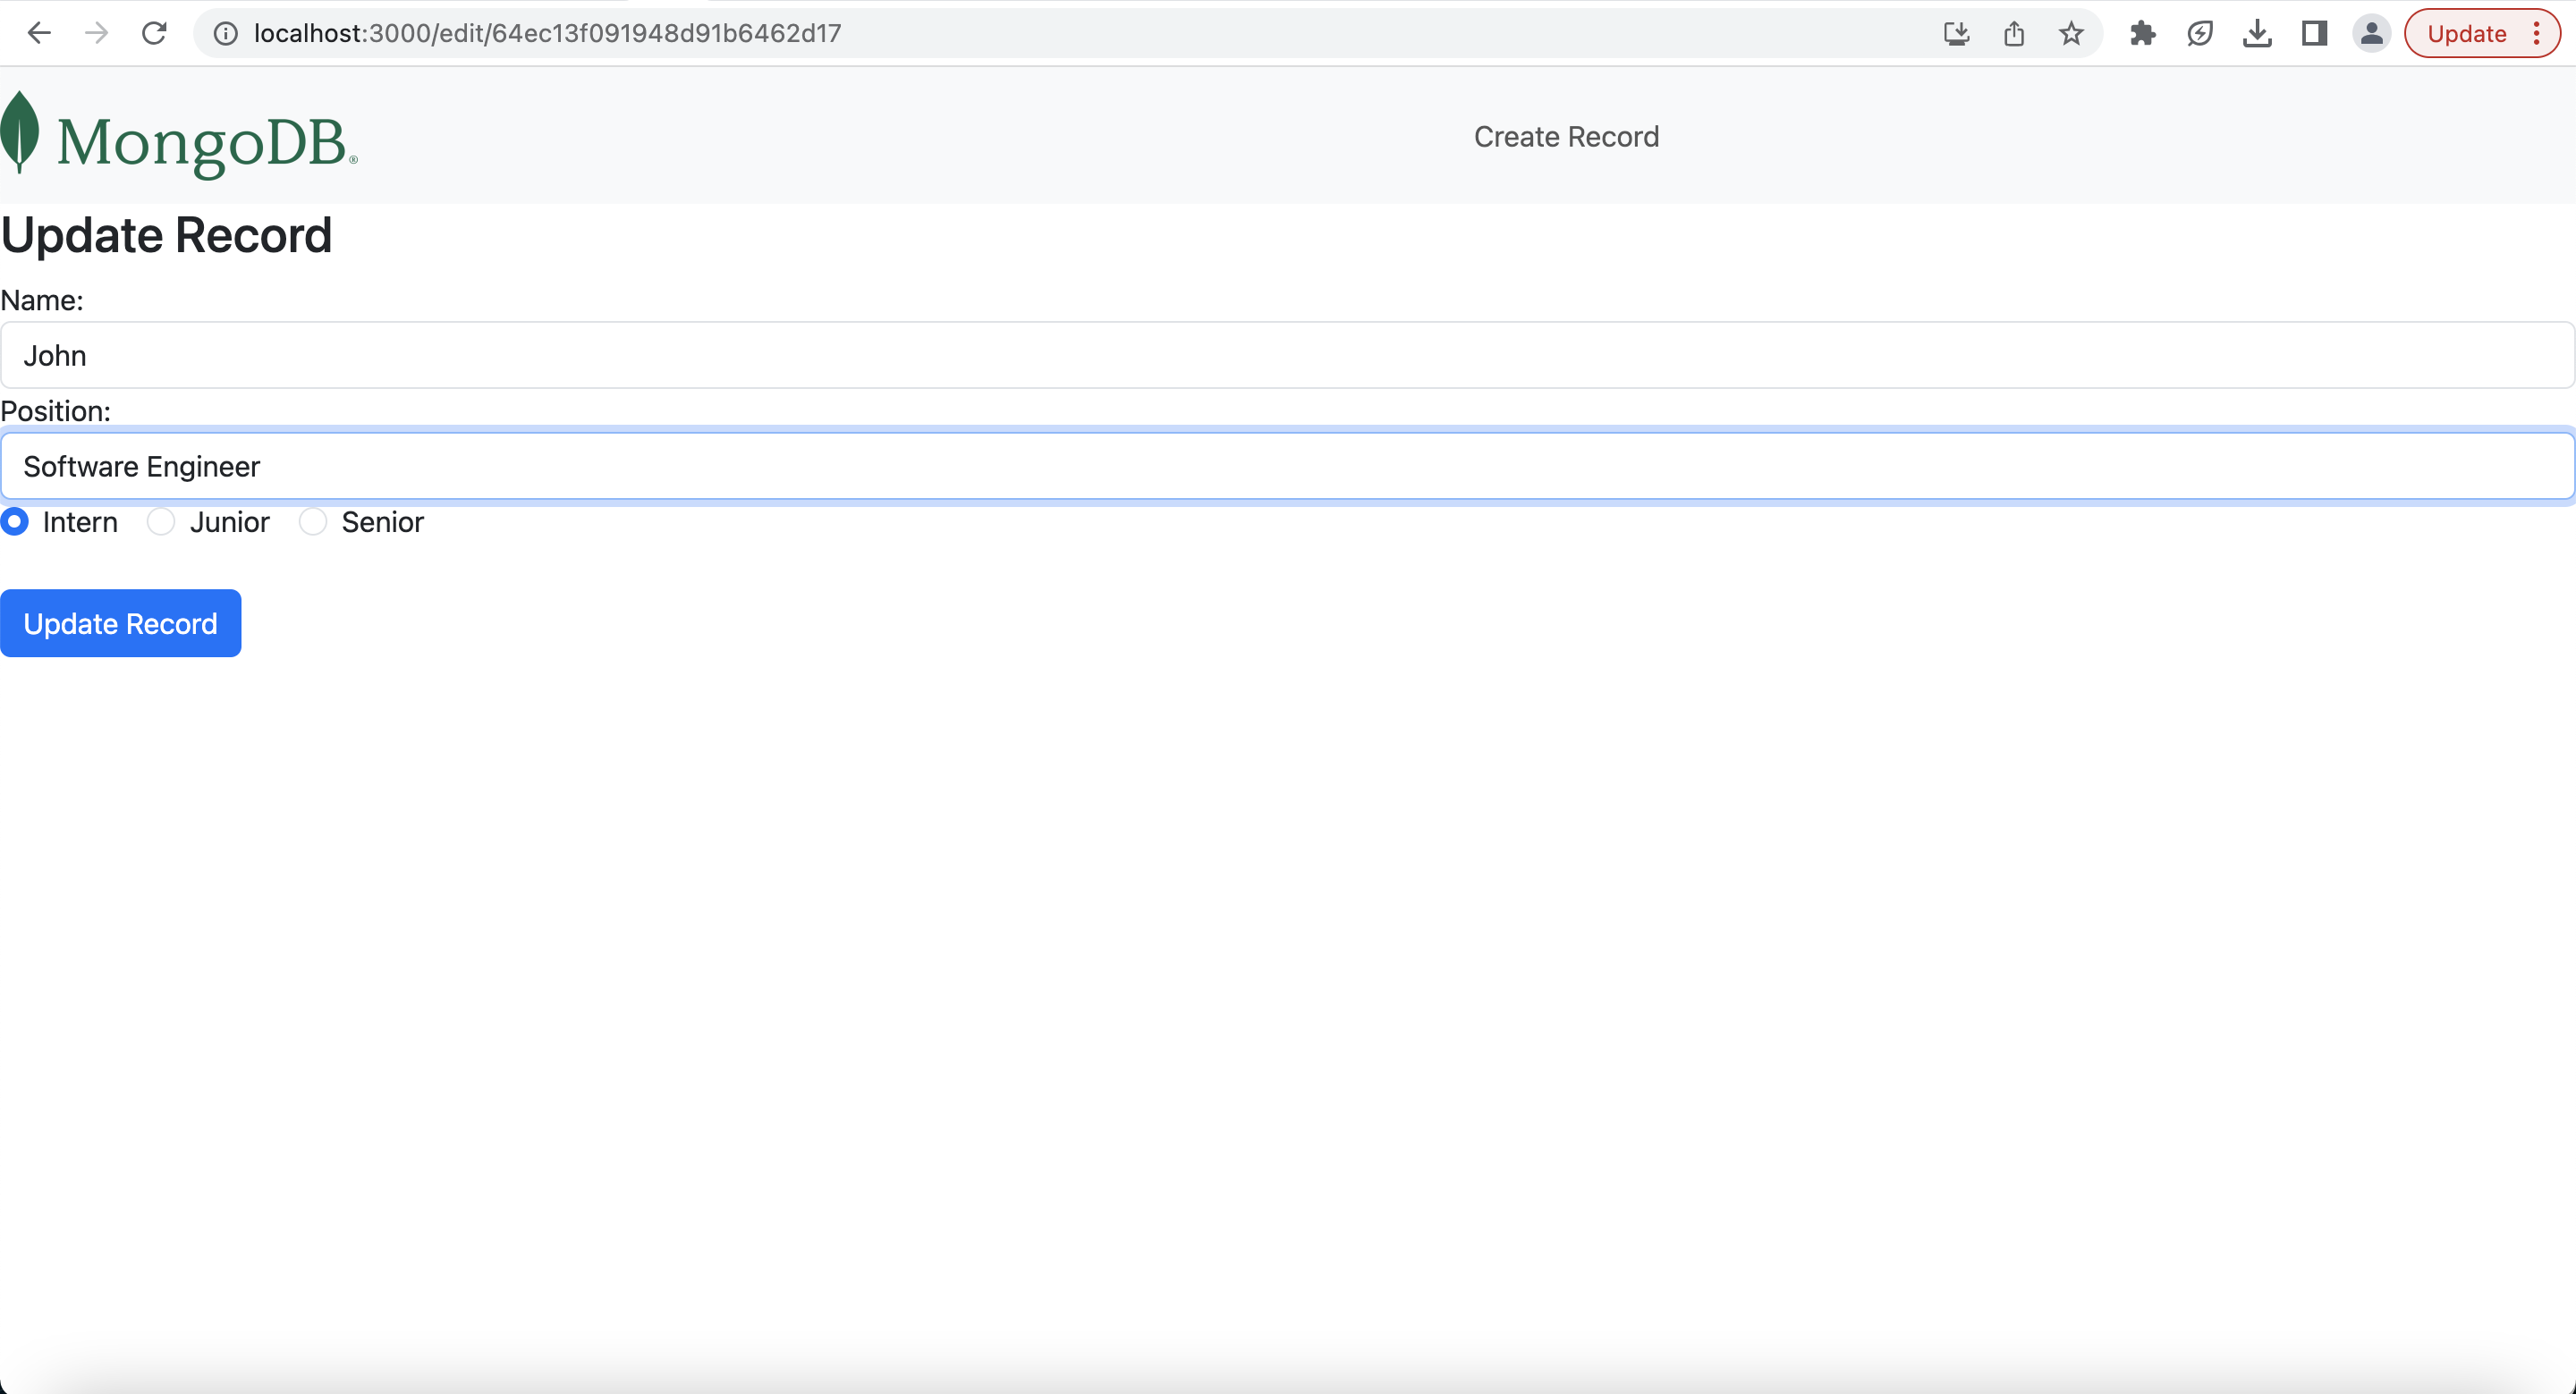 localhost:3000/edit/64ec13f091948d91b6462d17
Update
MongoDB®
Create Record
Update Record
Name:
John
Position:
Software Engineer
Intern Junior Senior
Update Record